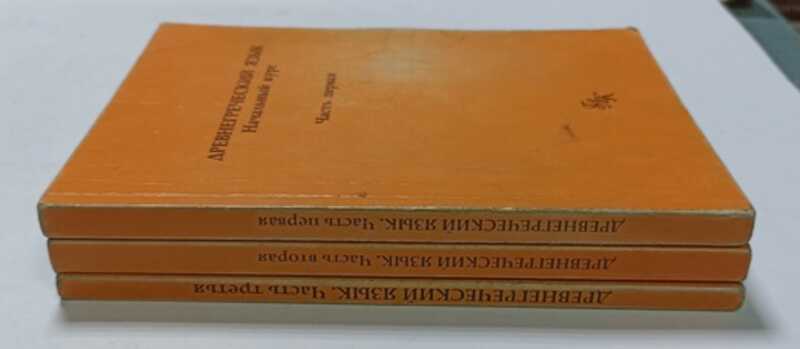 ДРЕВНЕГРЕЧЕСКИЙ ЯЗЫК
Начальный курс
Часть первая
ДРЕВНЕГРЕЧЕСКИЙ ЯЗЫК. Часть первая
ДРЕВНЕГРЕЧЕСКИЙ ЯЗЫК. Часть вторая
ДРЕВНЕГРЕЧЕСКИЙ ЯЗЫК. Часть третья